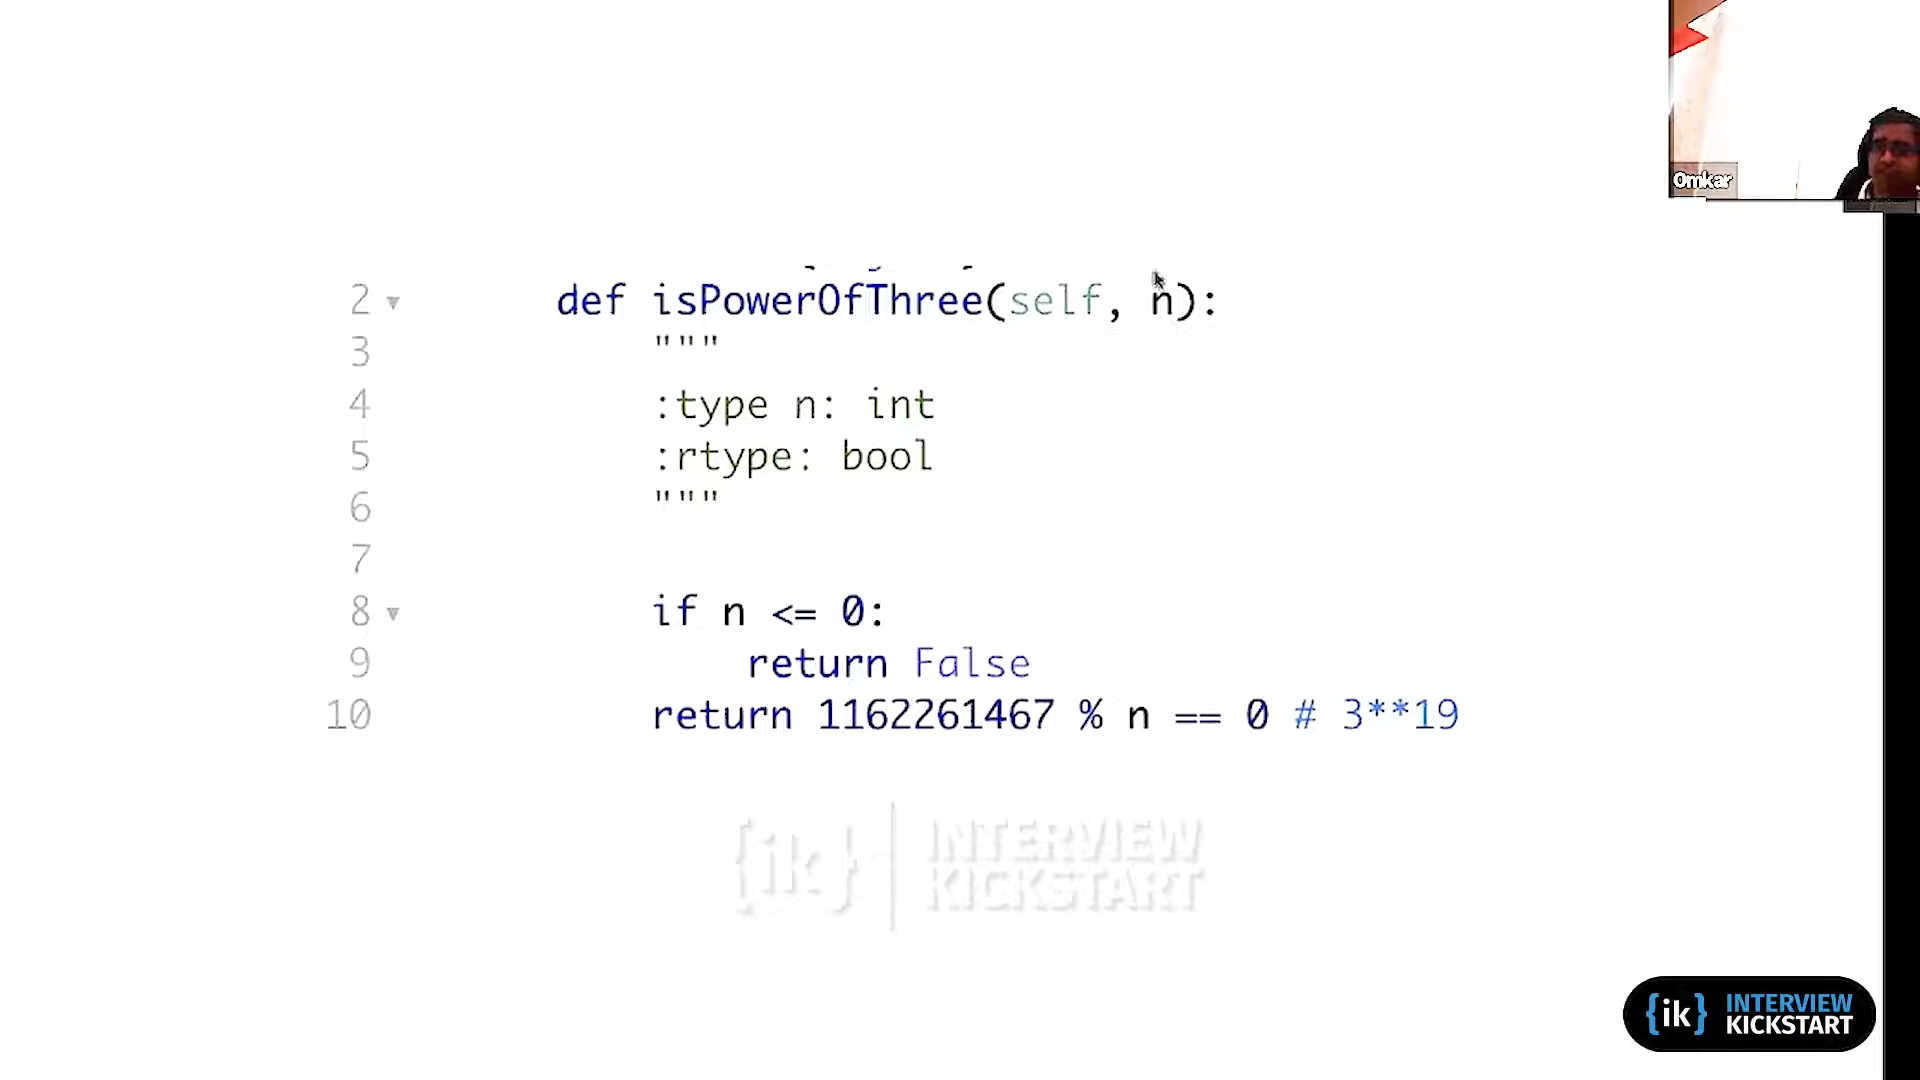 Omkar
2 def isPowerOfThree(self, n):
3 """
4 :type n: int
5 :rtype: bool
6 """
7
8 if n <= 0:
9 return False
10 return 1162261467 % n == 0 # 3**19
{ik} INTERVIEW
KICKSTART
{ik} INTERVIEW
KICKSTART